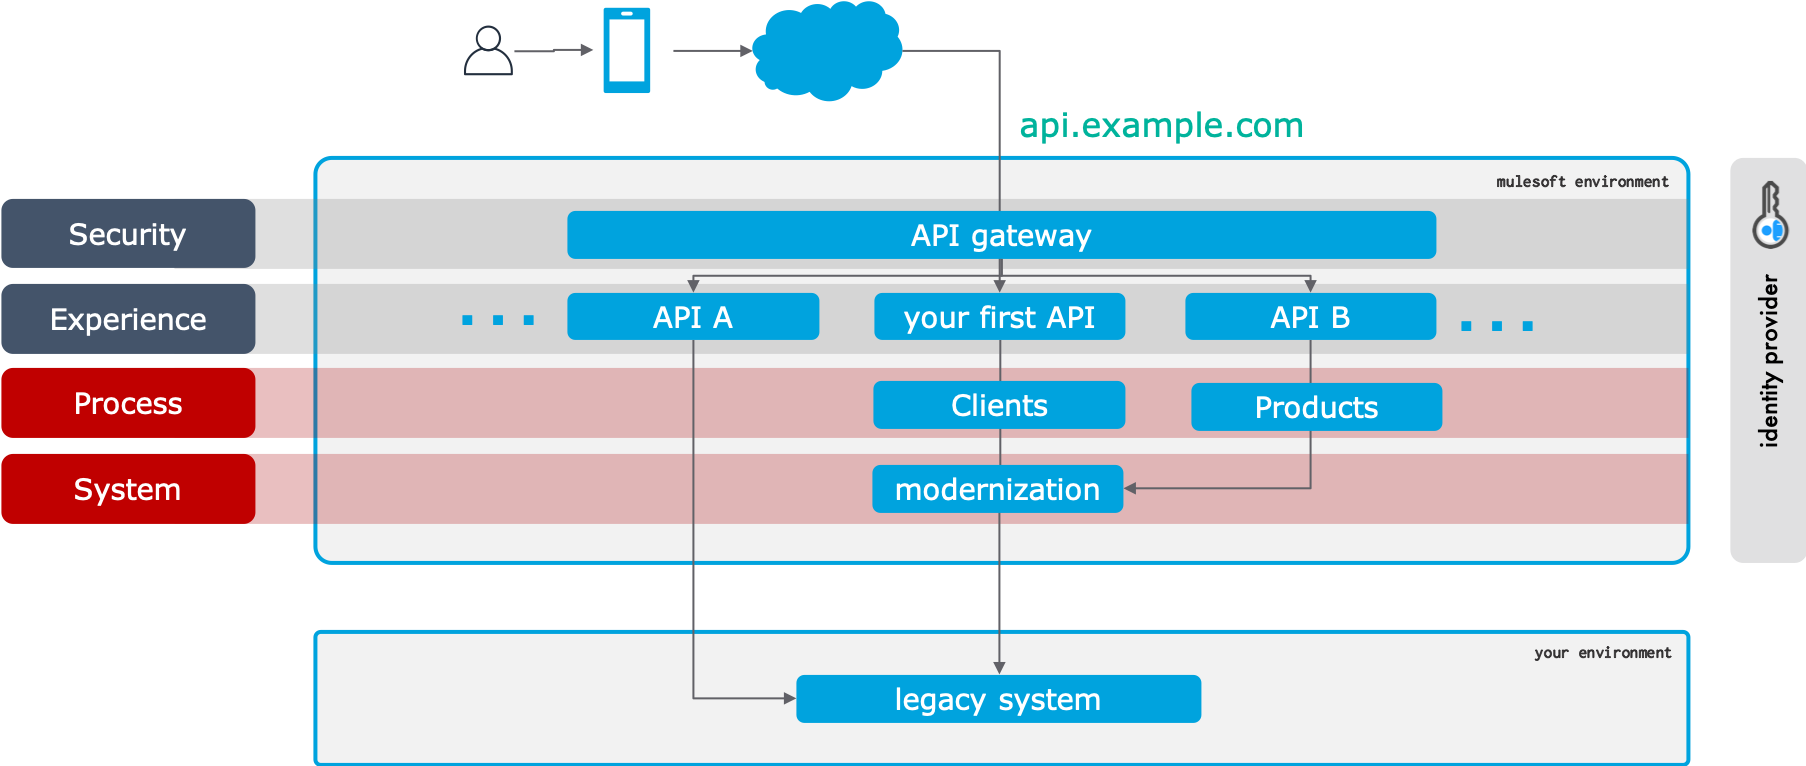 api.example.com
mulesoft environment
Security
API gateway
Experience
API A
your first API
API B
Process
Clients
Products
System
modernization
identity provider
your environment
legacy system